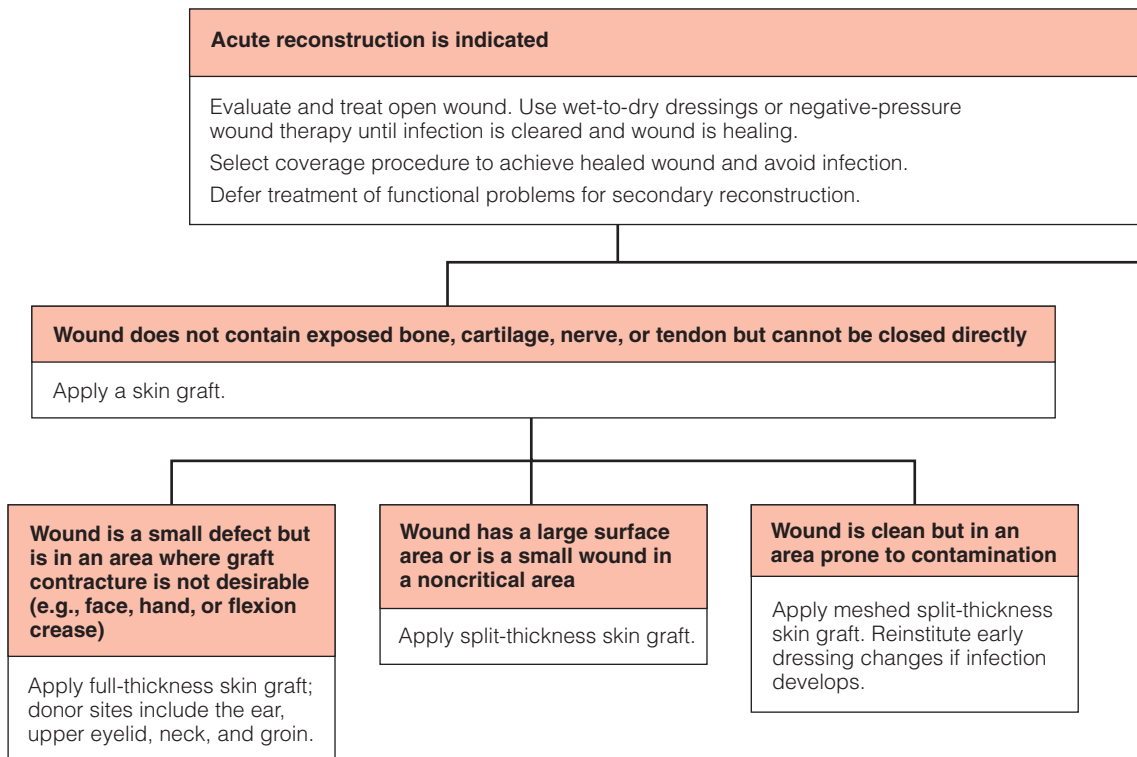 Acute reconstruction is indicated
Evaluate and treat open wound. Use wet-to-dry dressings or negative-pressure
wound therapy until infection is cleared and wound is healing.
Select coverage procedure to achieve healed wound and avoid infection.
Defer treatment of functional problems for secondary reconstruction.
Wound does not contain exposed bone, cartilage, nerve, or tendon but cannot be closed directly
Apply a skin graft.
Wound is a small defect but
is in an area where graft
contracture is not desirable
(e.g., face, hand, or flexion
crease)
Apply full-thickness skin graft;
donor sites include the ear,
upper eyelid, neck, and groin.
Wound has a large surface
area or is a small wound in
a noncritical area
Apply split-thickness skin graft.
Wound is clean but in an
area prone to contamination
Apply meshed split-thickness
skin graft. Reinstitute early
dressing changes if infection
develops.